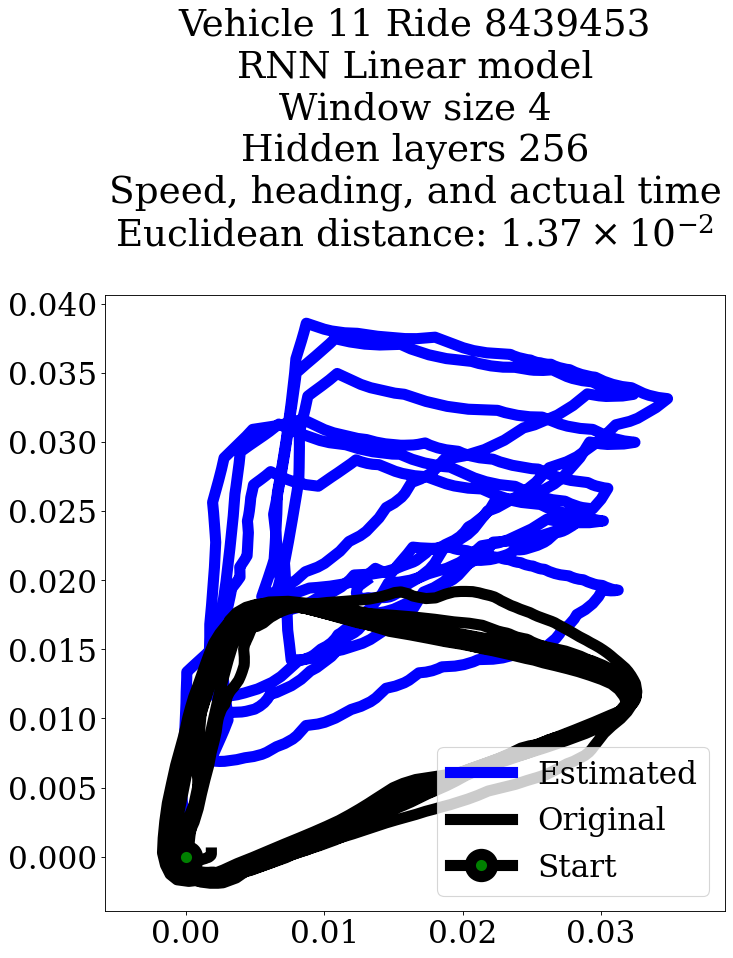 Vehicle 11 Ride 8439453
RNN Linear model
Window size 4
Hidden layers 256
Speed, heading, and actual time
Euclidean distance: 1.37 × 10⁻²
0.040
0.035
0.030
0.025
0.020
0.015
0.010
0.005
0.000
Estimated
Original
Start
0.00 0.01 0.02 0.03